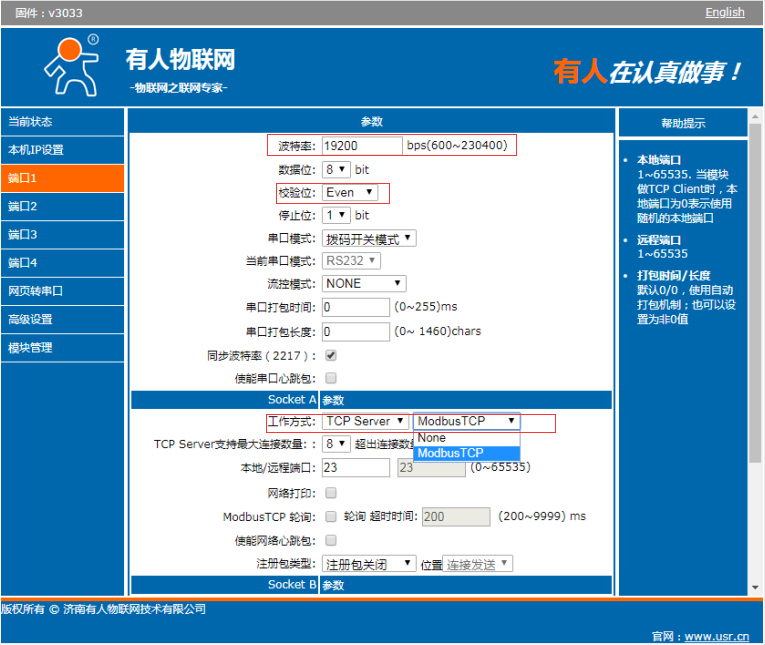 固件：v3033
English
®
有人物联网
-物联网之联网专家-
有人在认真做事！
当前状态
本机IP设置
端口1
端口2
端口3
端口4
网页转串口
高级设置
模块管理
参数
波特率: 19200 bps(600~230400)
数据位: 8 bit
校验位: Even
停止位: 1 bit
串口模式: 拨码开关模式
当前串口模式: RS232
流控模式: NONE
串口打包时间: 0 (0~255)ms
串口打包长度: 0 (0~ 1460)chars
同步波特率（2217）:
使能串口心跳包:
Socket A 参数
工作方式: TCP Server ModbusTCP
None
TCP Server支持最大连接数量: : 8 超出连接数
ModbusTCP
本地/远程端口: 23 23 (0~65535)
网络打印:
ModbusTCP 轮询: 轮询 超时时间: 200 (200~9999) ms
使能网络心跳包:
注册包类型: 注册包关闭 位置 连接发送
Socket B 参数
帮助提示
• 本地端口
1~65535. 当模块
做TCP Client时，本
地端口为0表示使用
随机的本地端口
• 远程端口
1~65535
• 打包时间/长度
默认0/0，使用自动
打包机制；也可以设
置为非0值
版权所有 © 济南有人物联网技术有限公司
官网：www.usr.cn